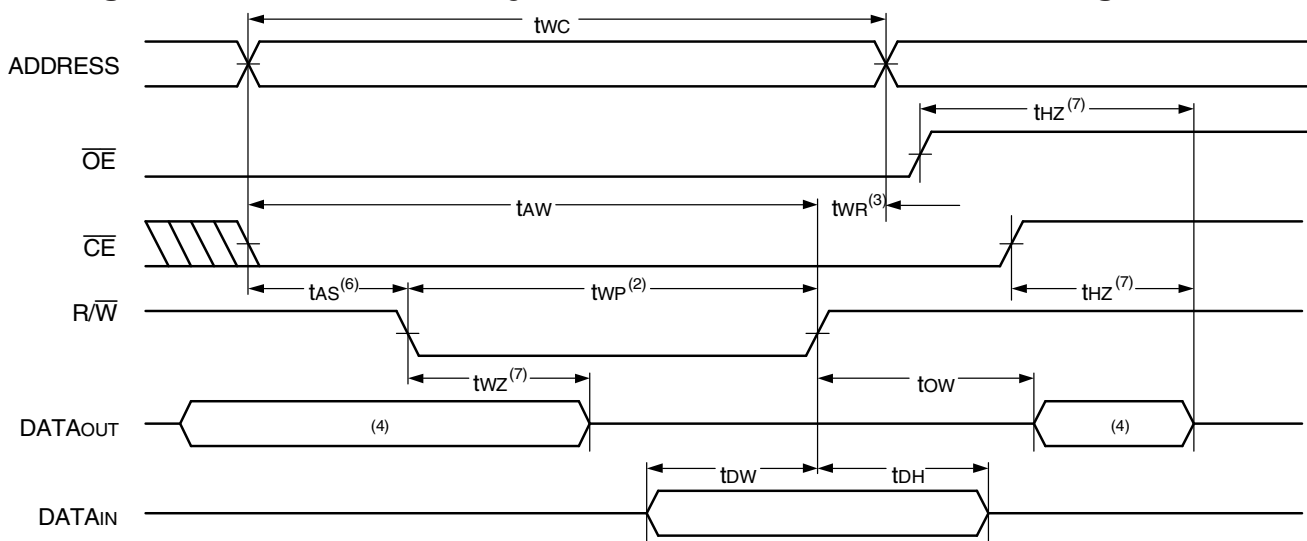 tWC
ADDRESS
tHZ(7)
OE
tAW
tWR(3)
CE
tAS(6)
tWP(2)
tHZ(7)
R/W
tWZ(7)
tOW
DATAOUT
(4)
(4)
tDW
tDH
DATAIN